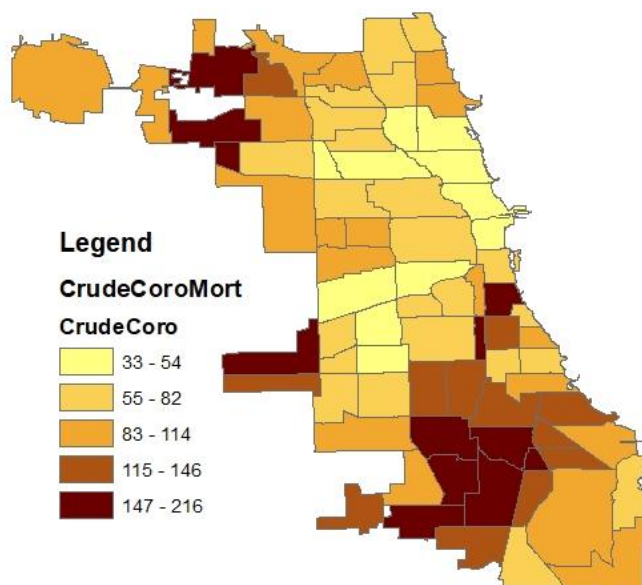 Legend
CrudeCoroMort
CrudeCoro
33 - 54
55 - 82
83 - 114
115 - 146
147 - 216